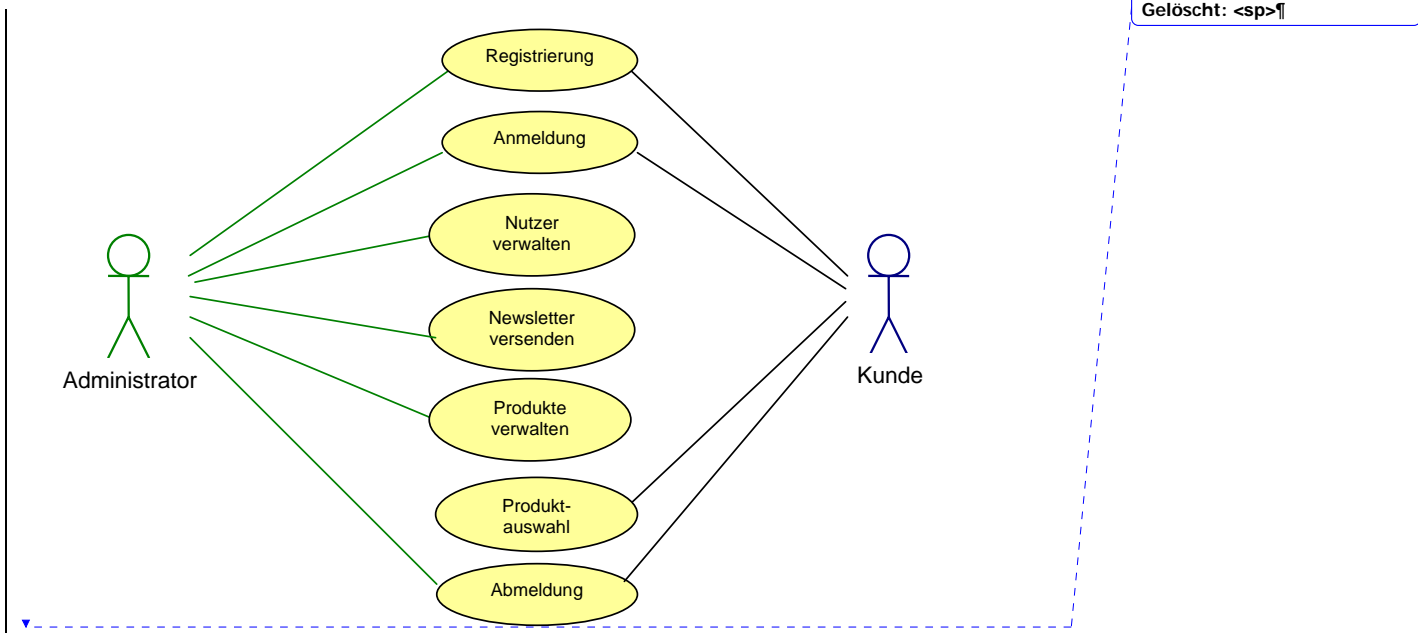 Gelöscht: <sp>¶
Registrierung
Anmeldung
Nutzer
verwalten
Newsletter
versenden
Administrator
Kunde
Produkte
verwalten
Produkt-
auswahl
Abmeldung